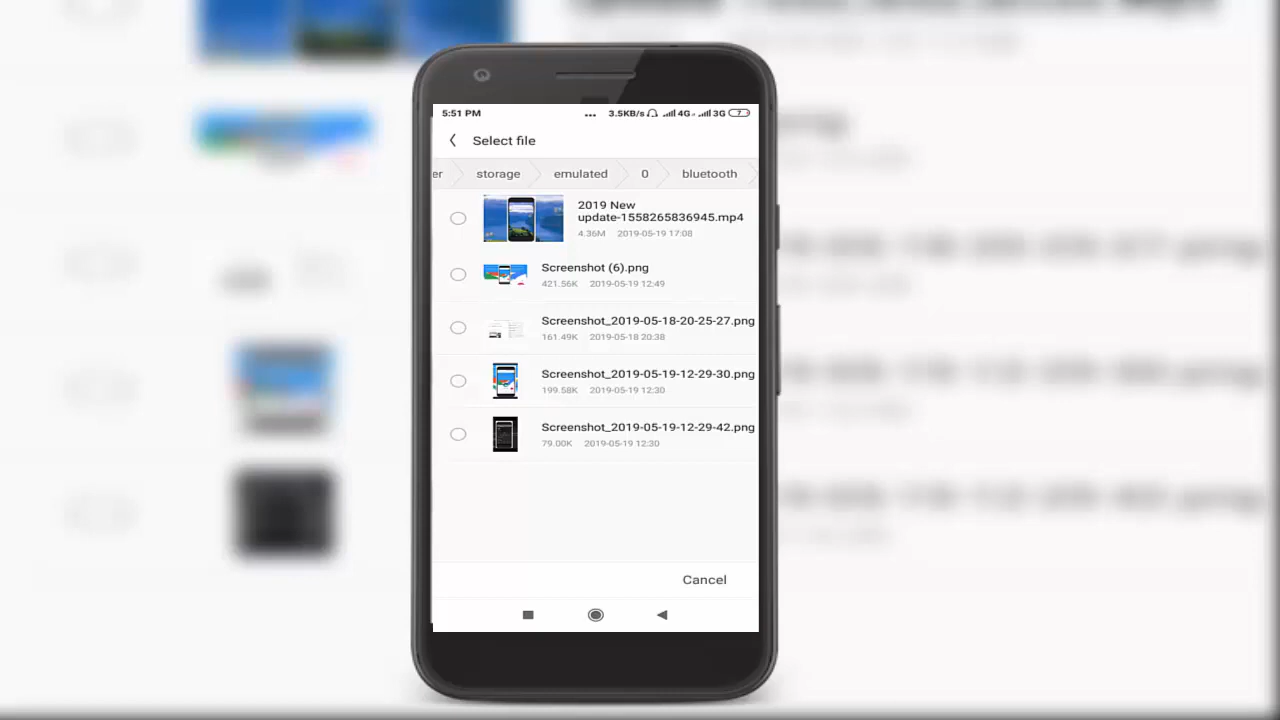 5:51 PM
... 3.5KB/s 4G 3G 7
Select file
er storage emulated 0 bluetooth
2019 New
update-1558265836945.mp4
4.36M 2019-05-19 17:08
Screenshot (6).png
421.56K 2019-05-19 12:49
Screenshot_2019-05-18-20-25-27.png
161.49K 2019-05-18 20:38
Screenshot_2019-05-19-12-29-30.png
199.58K 2019-05-19 12:30
Screenshot_2019-05-19-12-29-42.png
79.00K 2019-05-19 12:30
Cancel